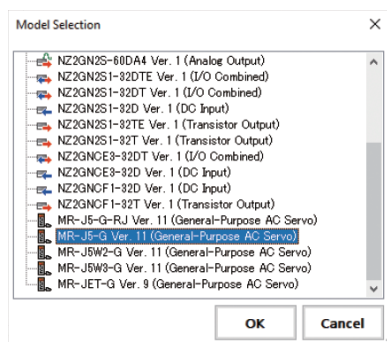 Model Selection
NZ2GN2S-60DA4 Ver. 1 (Analog Output)
NZ2GN2S1-32DTE Ver. 1 (I/O Combined)
NZ2GN2S1-32DT Ver. 1 (I/O Combined)
NZ2GN2S1-32D Ver. 1 (DC Input)
NZ2GN2S1-32TE Ver. 1 (Transistor Output)
NZ2GN2S1-32T Ver. 1 (Transistor Output)
NZ2GNCE3-32DT Ver. 1 (I/O Combined)
NZ2GNCE3-32D Ver. 1 (DC Input)
NZ2GNCF1-32D Ver. 1 (DC Input)
NZ2GNCF1-32T Ver. 1 (Transistor Output)
MR-J5-G-RJ Ver. 11 (General-Purpose AC Servo)
MR-J5-G Ver. 11 (General-Purpose AC Servo)
MR-J5W2-G Ver. 11 (General-Purpose AC Servo)
MR-J5W3-G Ver. 11 (General-Purpose AC Servo)
MR-JET-G Ver. 9 (General-Purpose AC Servo)
OK Cancel